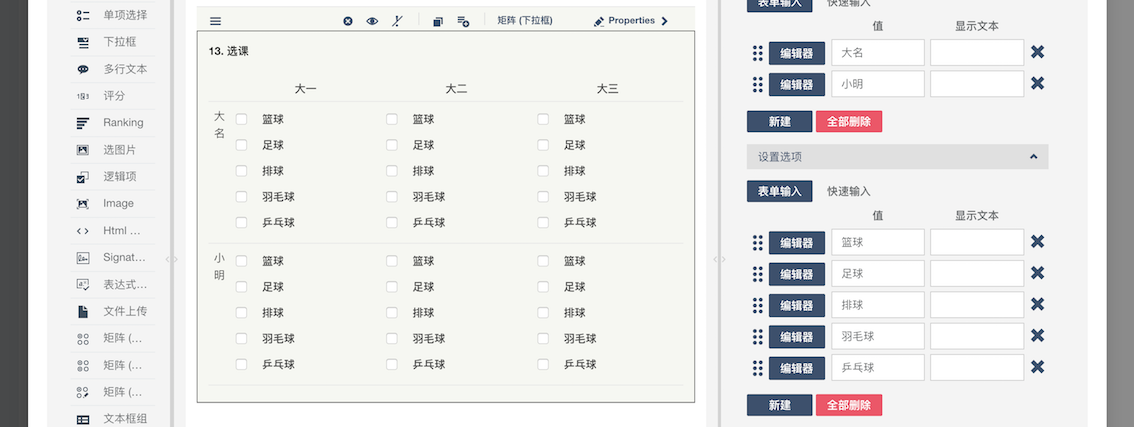 单项选择
下拉框
多行文本
评分
Ranking
选图片
逻辑项
Image
Html ...
Signat...
表达式...
文件上传
矩阵 (...
矩阵 (...
矩阵 (...
文本框组
矩阵 (下拉框)
Properties
13. 选课
大一 大二 大三
大名
篮球 篮球 篮球
足球 足球 足球
排球 排球 排球
羽毛球 羽毛球 羽毛球
乒乓球 乒乓球 乒乓球
小明
篮球 篮球 篮球
足球 足球 足球
排球 排球 排球
羽毛球 羽毛球 羽毛球
乒乓球 乒乓球 乒乓球
表单输入 快速输入
值 显示文本
编辑器 大名
编辑器 小明
新建 全部删除
设置选项
表单输入 快速输入
值 显示文本
编辑器 篮球
编辑器 足球
编辑器 排球
编辑器 羽毛球
编辑器 乒乓球
新建 全部删除